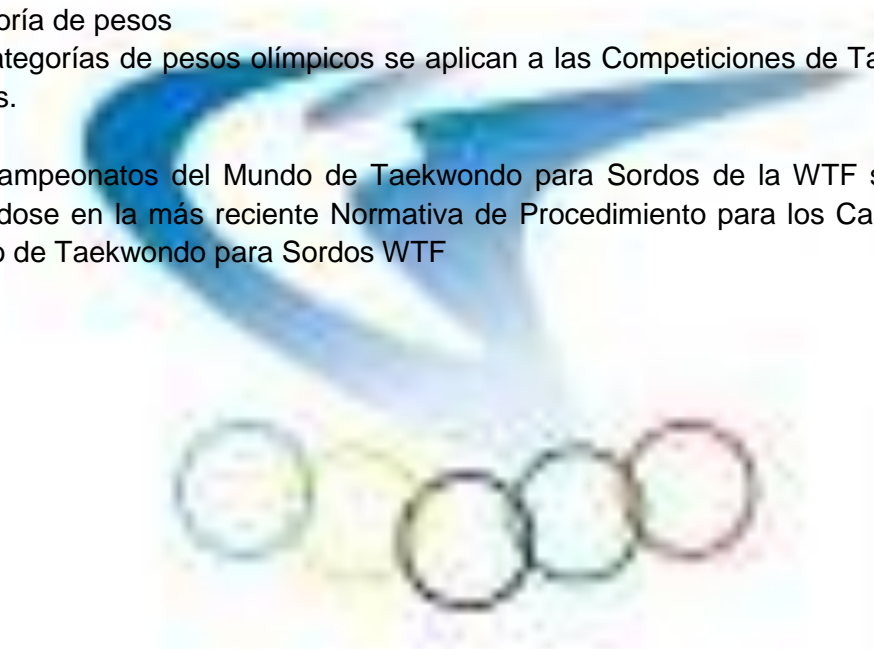 oría de pesos
ategorías de pesos olímpicos se aplican a las Competiciones de Ta
s.
ampeonatos del Mundo de Taekwondo para Sordos de la WTF s
dose en la más reciente Normativa de Procedimiento para los Ca
o de Taekwondo para Sordos WTF